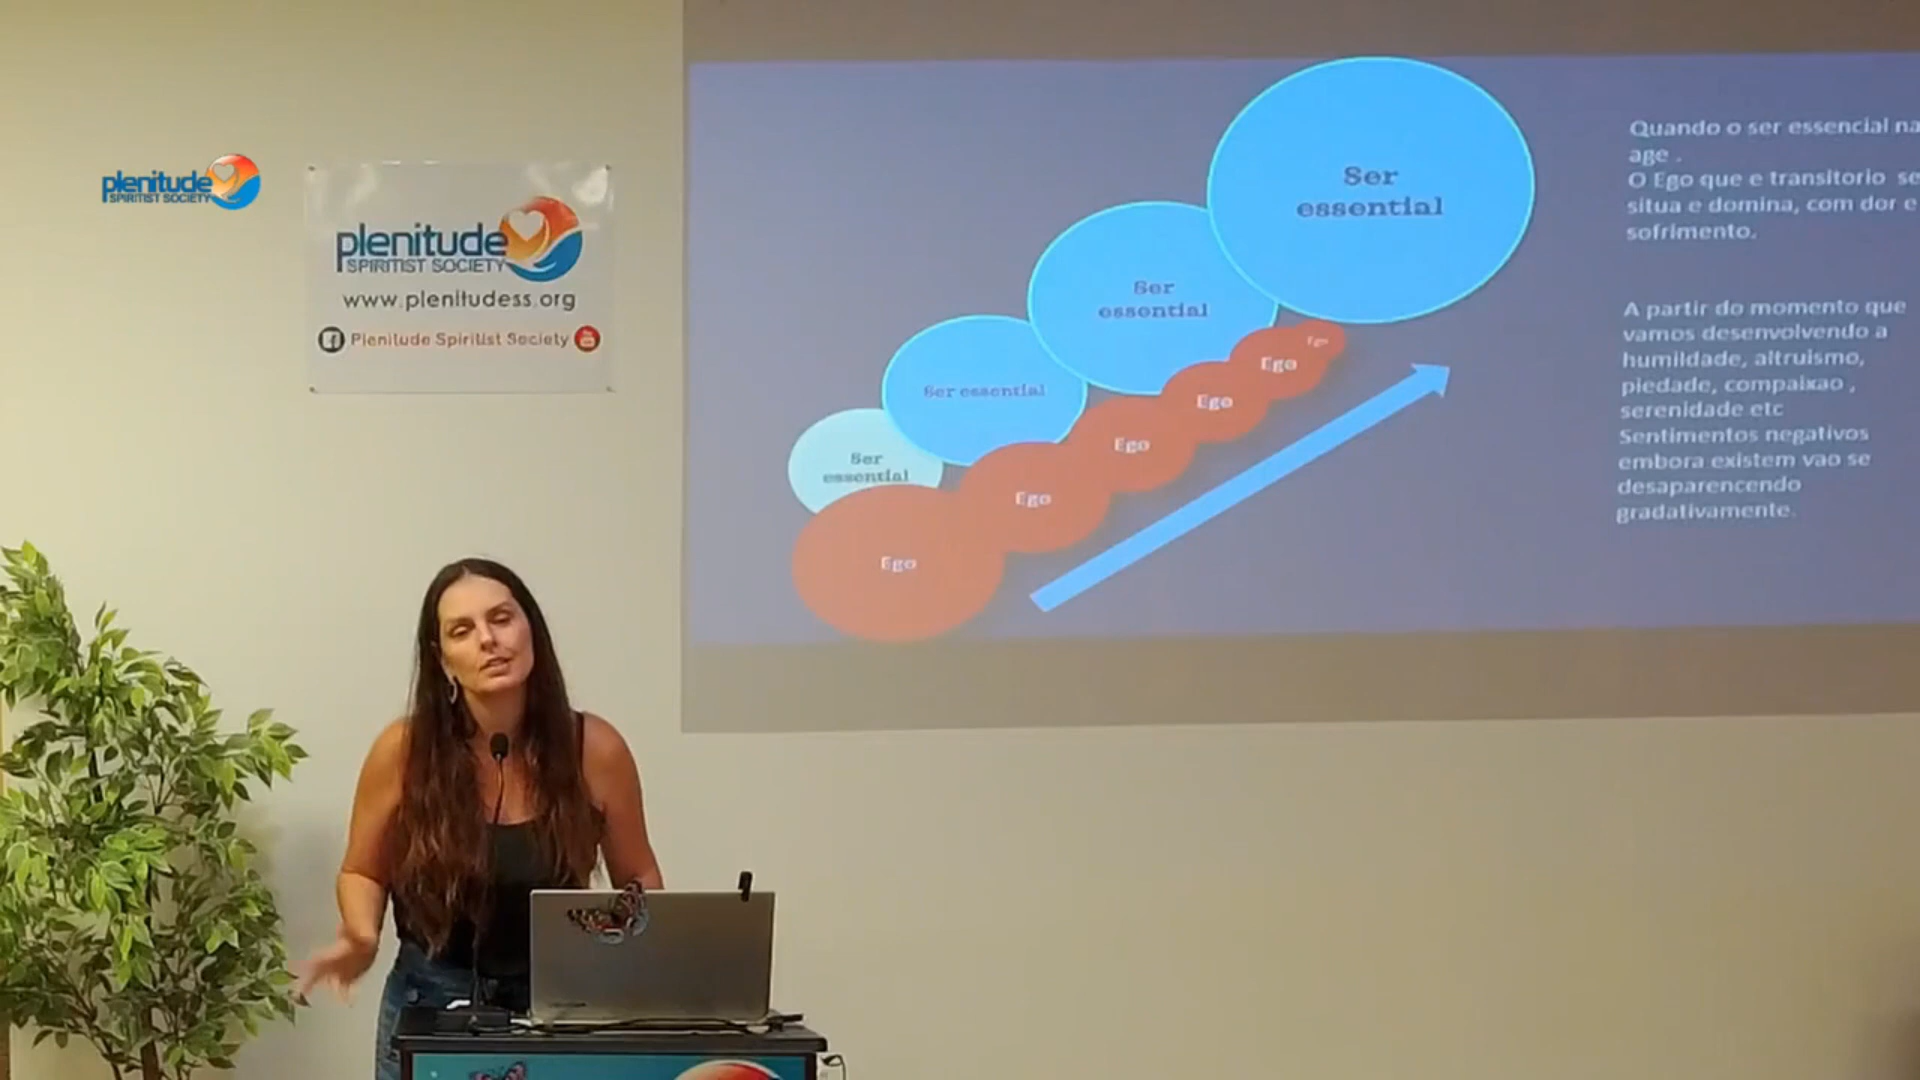 plenitude
SPIRITIST SOCIETY
plenitude
SPIRITIST SOCIETY
www.plenitudess.org
Plenitude Spiritist Society
Ser
essential
Ser
essential
Ser essential
Ser
essential
Ego
Ego
Ego
Ego
Ego
Ego
Quando o ser essencial na
age .
O Ego que e transitorio se
situa e domina, com dor e
sofrimento.
A partir do momento que
vamos desenvolvendo a
humildade, altruismo,
piedade, compaixao ,
serenidade etc
Sentimentos negativos
embora existem vao se
desaparencendo
gradativamente.